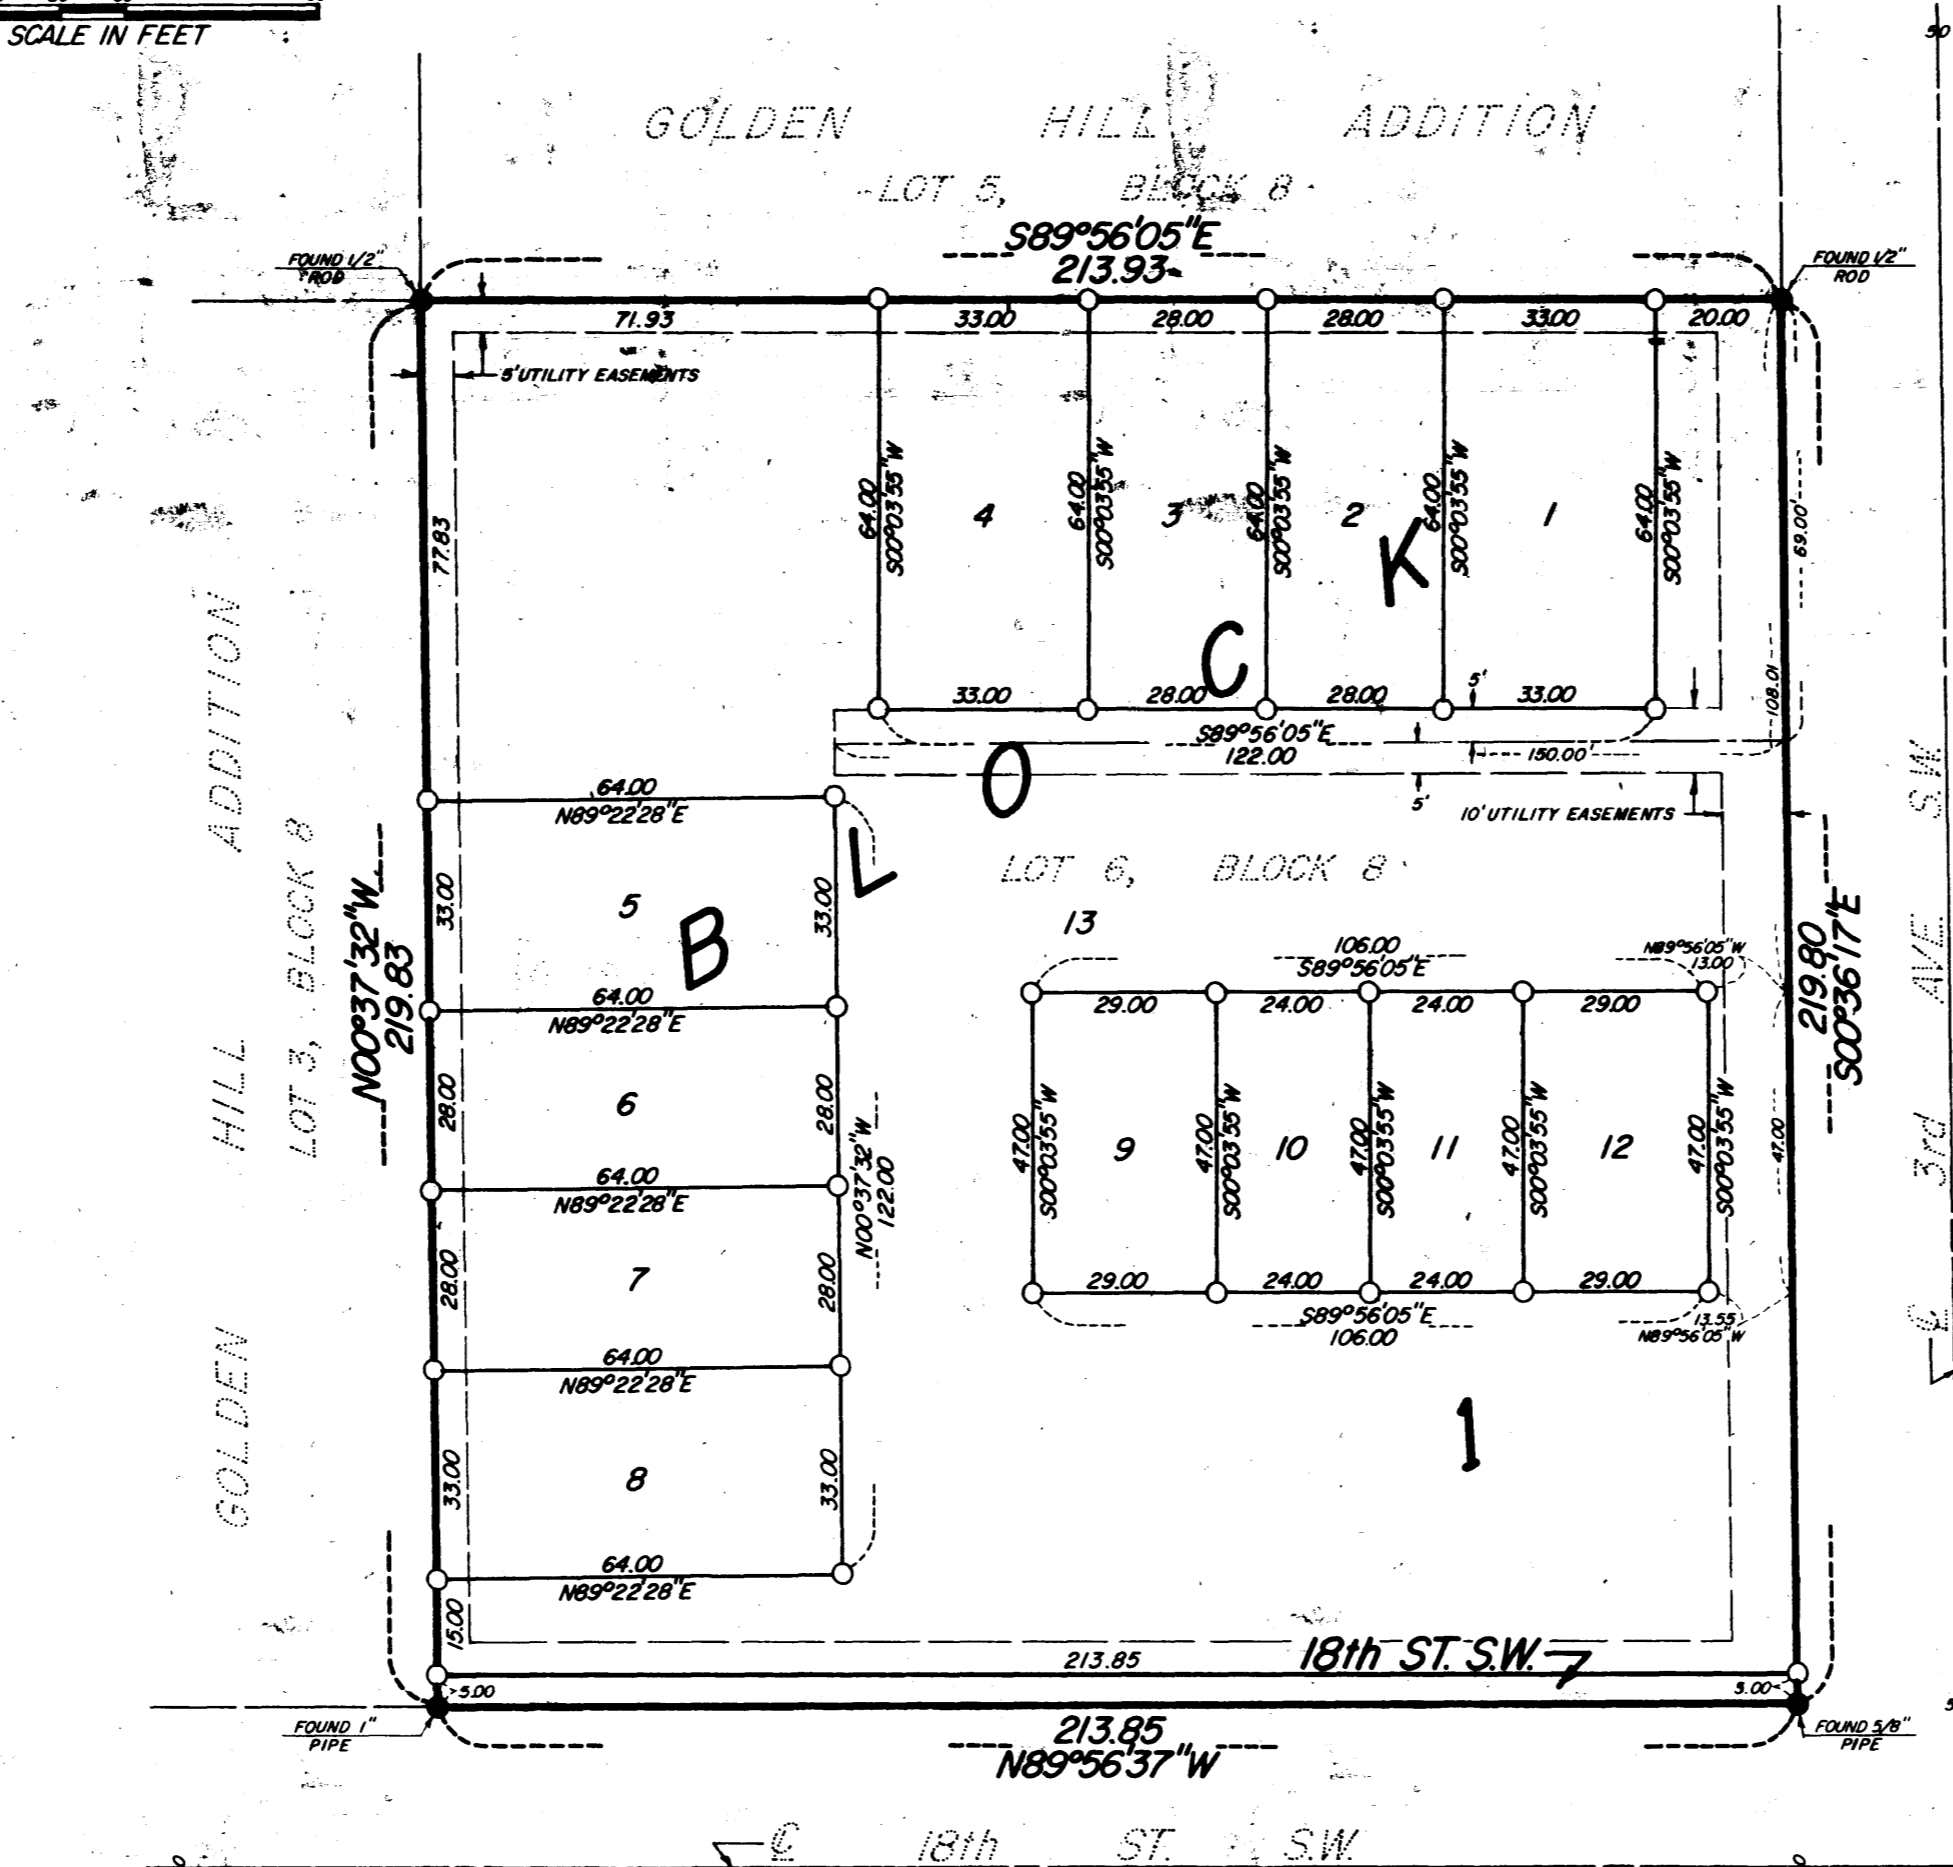 SCALE IN FEET
GOLDEN HILL ADDITION
LOT 5, BLOCK 8
S89°56'05"E
213.93
FOUND 1/2"
ROD
FOUND 1/2"
ROD
71.93 33.00 28.00 28.00 33.00 20.00
5' UTILITY EASEMENTS
77.83
64.00
S00°03'55"W
64.00
S00°03'55"W
64.00
S00°03'55"W
64.00
S00°03'55"W
64.00
S00°03'55"W
4 3 2 1
69.00'
108.01
33.00 28.00 28.00 33.00
5'
S89°56'05"E
122.00
150.00'
5'
10' UTILITY EASEMENTS
BLOCK 1
LOT 6, BLOCK 8
13
GOLDEN HILL ADDITION
LOT 3, BLOCK 8
N00°37'32"W
219.83
64.00
N89°22'28"E
33.00
5
33.00
64.00
N89°22'28"E
28.00
6
28.00
64.00
N89°22'28"E
N00°37'32"W
122.00
28.00
7
28.00
64.00
N89°22'28"E
33.00
8
33.00
64.00
N89°22'28"E
15.00
106.00
S89°56'05"E
N89°56'05"W
13.00
29.00 24.00 24.00 29.00
47.00
S00°03'55"W
47.00
S00°03'55"W
47.00
S00°03'55"W
47.00
S00°03'55"W
47.00
S00°03'55"W
9 10 11 12
47.00
29.00 24.00 24.00 29.00
S89°56'05"E
106.00
13.55
N89°56'05"W
219.80
S00°36'17"E
℄ 3rd AVE S.W.
50
213.85
18th ST. S.W.
5.00
5.00
FOUND 1"
PIPE
213.85
N89°56'37"W
FOUND 5/8"
PIPE
℄ 18th ST. S.W.